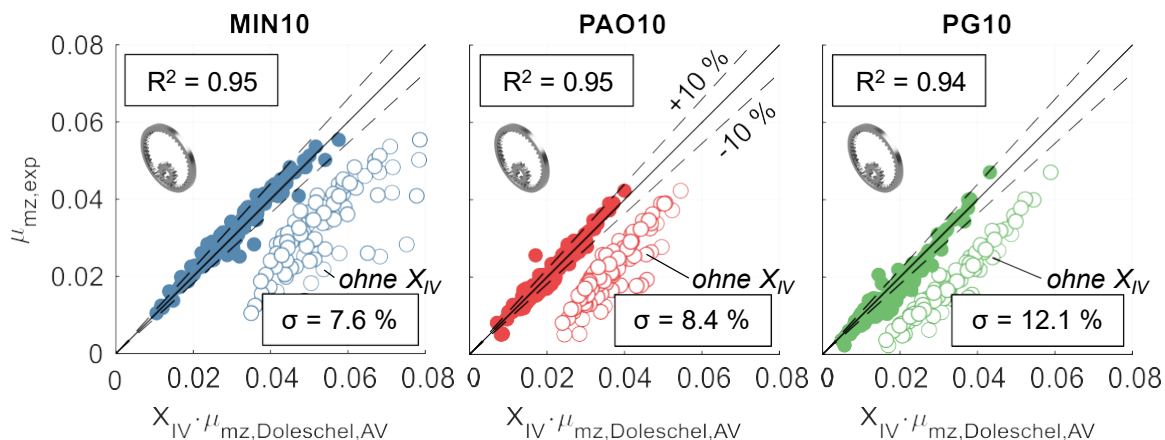 MIN10
PAO10
PG10
μmz,exp
0.08
0.06
0.04
0.02
0
R² = 0.95
R² = 0.95
R² = 0.94
+10 %
-10 %
ohne XIV
ohne XIV
ohne XIV
σ = 7.6 %
σ = 8.4 %
σ = 12.1 %
0 0.02 0.04 0.06 0.08
0 0.02 0.04 0.06 0.08
0 0.02 0.04 0.06 0.08
XIV·μmz,Doleschel,AV
XIV·μmz,Doleschel,AV
XIV·μmz,Doleschel,AV